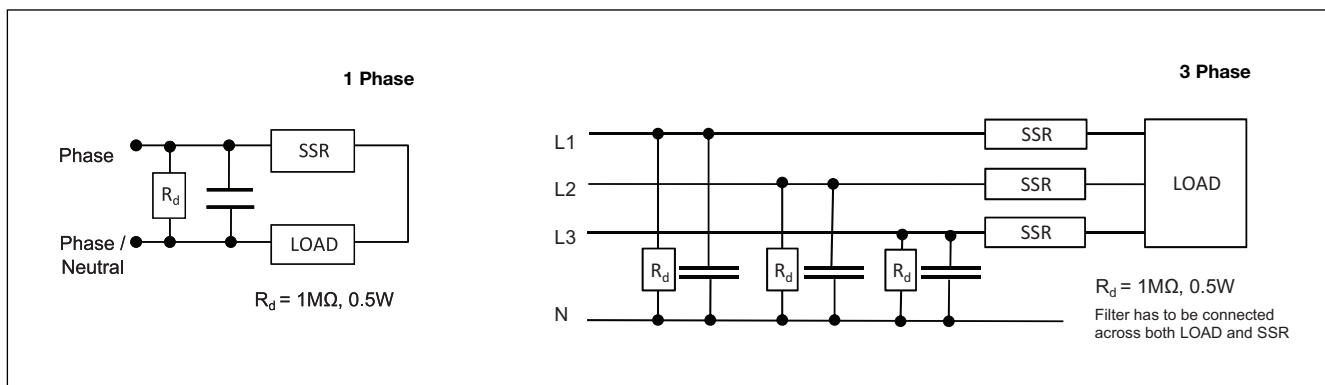 1 Phase
Phase
SSR
R_d
Phase /
Neutral
LOAD
R_d = 1MΩ, 0.5W
3 Phase
L1
SSR
L2
SSR
LOAD
L3
SSR
R_d
R_d
R_d
N
R_d = 1MΩ, 0.5W
Filter has to be connected
across both LOAD and SSR